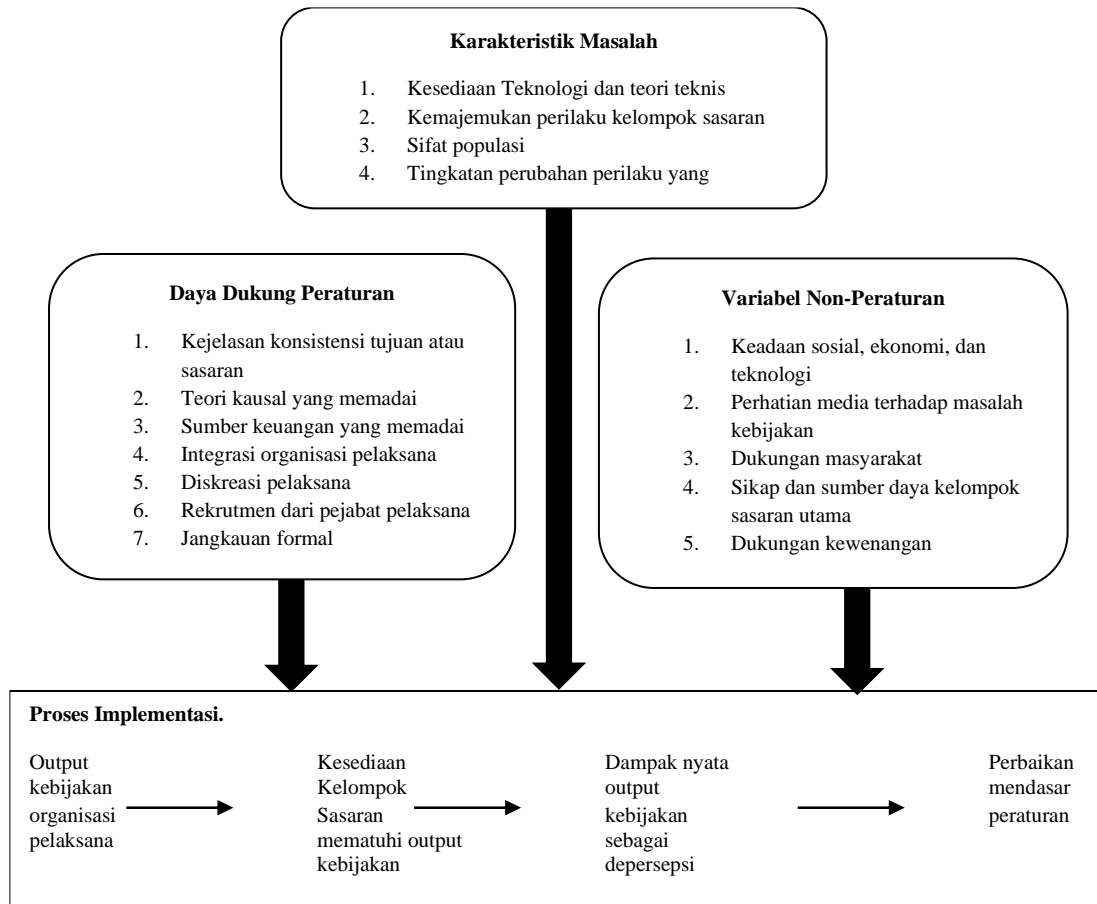 Karakteristik Masalah
1. Kesediaan Teknologi dan teori teknis
2. Kemajemukan perilaku kelompok sasaran
3. Sifat populasi
4. Tingkatan perubahan perilaku yang
Daya Dukung Peraturan
1. Kejelasan konsistensi tujuan atau
sasaran
2. Teori kausal yang memadai
3. Sumber keuangan yang memadai
4. Integrasi organisasi pelaksana
5. Diskreasi pelaksana
6. Rekrutmen dari pejabat pelaksana
7. Jangkauan formal
Variabel Non-Peraturan
1. Keadaan sosial, ekonomi, dan
teknologi
2. Perhatian media terhadap masalah
kebijakan
3. Dukungan masyarakat
4. Sikap dan sumber daya kelompok
sasaran utama
5. Dukungan kewenangan
Proses Implementasi.
Output
kebijakan
organisasi
pelaksana
Kesediaan
Kelompok
Sasaran
mematuhi output
kebijakan
Dampak nyata
output
kebijakan
sebagai
depersepsi
Perbaikan
mendasar
peraturan